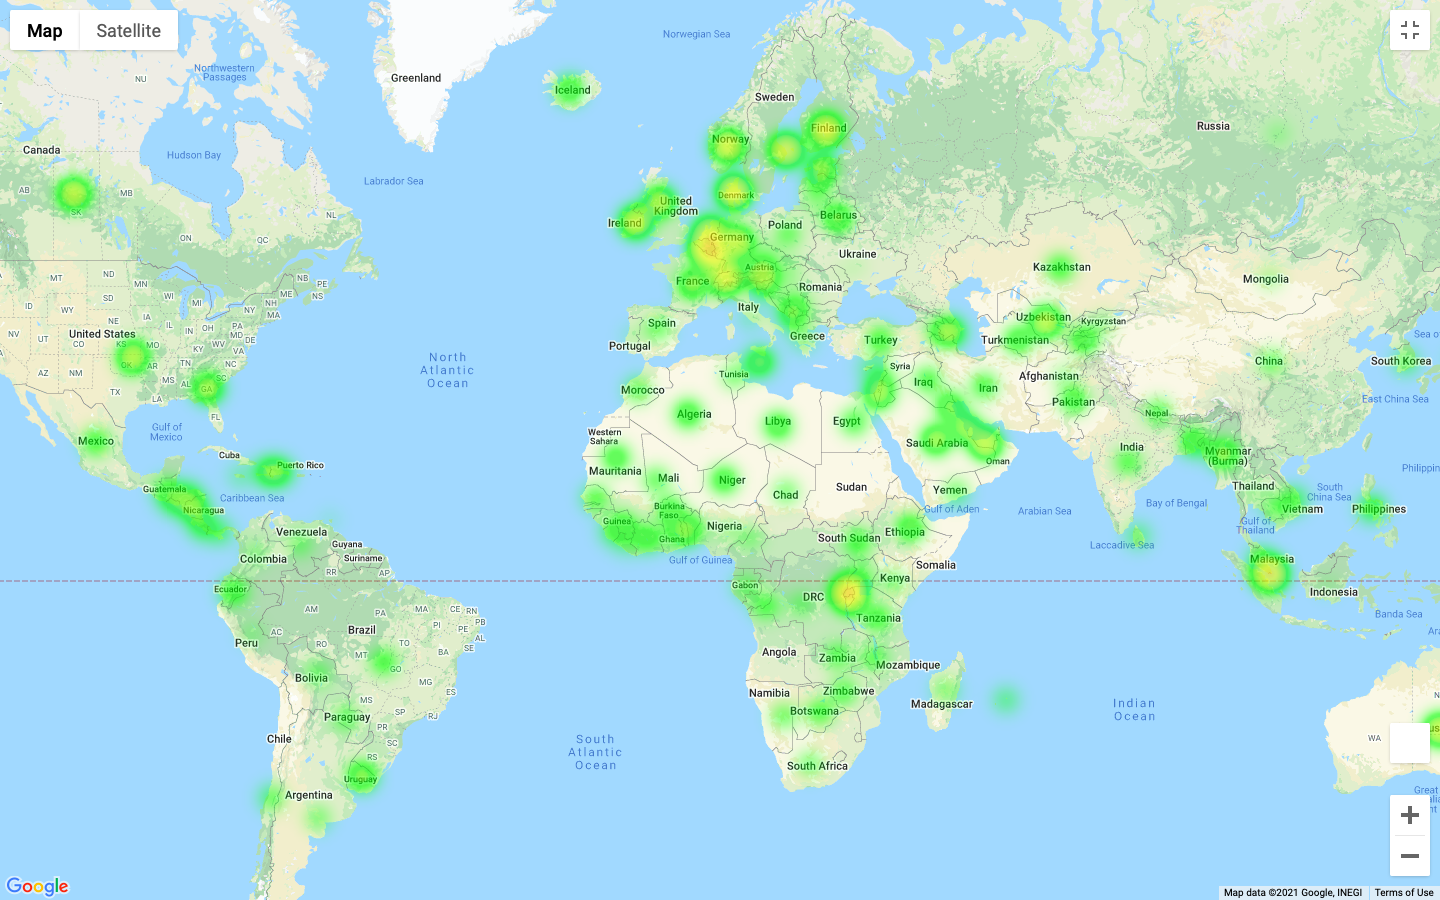 Map
Satellite
Norwegian Sea
Northwestern
Passages
NU
Greenland
Iceland
Sweden
Finland
Russia
Norway
Canada
Hudson Bay
Labrador Sea
AB
MB
SK
NL
ON
QC
Denmark
United
Kingdom
Ireland
Belarus
Poland
Germany
Ukraine
Austria
France
Romania
Kazakhstan
Mongolia
MT
ND
MN
SD
WI
MI
ID
WY
NB
PE
NS
VT
NH
IA
NE
PA
IL
IN
OH
MD
NV
UT
CO
United States
KS
MO
WV
KY
VA
NC
OK
AR
SC
AZ
NM
MS
AL
GA
TX
LA
FL
Italy
Spain
Portugal
Greece
Turkey
Uzbekistan
Kyrgyzstan
Turkmenistan
Sea o
China
South Korea
North
Atlantic
Ocean
Tunisia
Syria
Iraq
Iran
Afghanistan
Pakistan
Morocco
Algeria
Libya
Egypt
Nepal
East China Sea
Gulf of
Mexico
Mexico
Cuba
Puerto Rico
Western
Sahara
Saudi Arabia
Oman
India
Myanmar
(Burma)
Philippin
Mauritania
Mali
Niger
Chad
Sudan
Yemen
Gulf of Aden
Arabian Sea
Bay of Bengal
Thailand
South
China Sea
Vietnam
Philippines
Gulf of
Thailand
Guatemala
Caribbean Sea
Nicaragua
Burkina
Faso
Guinea
Ghana
Nigeria
Ethiopia
South Sudan
Laccadive Sea
Venezuela
Guyana
Suriname
Colombia
Gulf of Guinea
Somalia
Malaysia
RR
AP
Ecuador
Gabon
Kenya
DRC
Indonesia
Banda Sea
Ar
AM
PA
MA
CE
RN
PB
PI
PE
AL
SE
AC
TO
RO
BA
MT
GO
Tanzania
Peru
Brazil
Angola
Zambia
Mozambique
Bolivia
MG
ES
MS
SP
RJ
Namibia
Zimbabwe
Botswana
Madagascar
Indian
Ocean
Paraguay
PR
SC
RS
Chile
South
Atlantic
Ocean
South Africa
WA
N
us
Uruguay
Argentina
Great
Google
Map data ©2021 Google, INEGI
Terms of Use